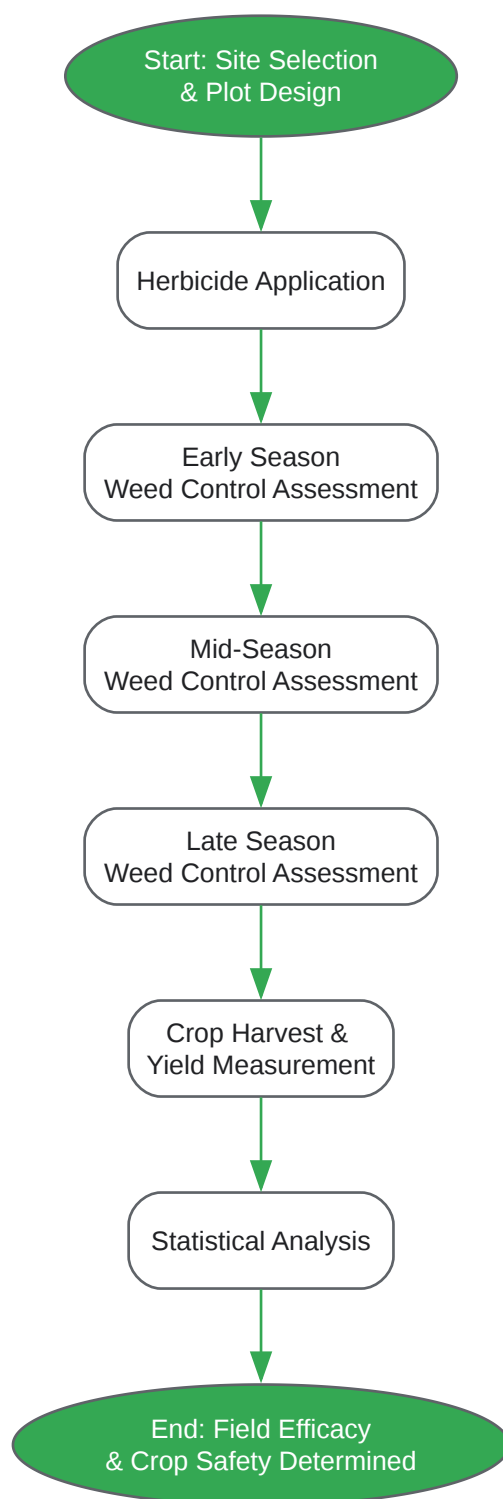 Start: Site Selection
& Plot Design
Herbicide Application
Early Season
Weed Control Assessment
Mid-Season
Weed Control Assessment
Late Season
Weed Control Assessment
Crop Harvest &
Yield Measurement
Statistical Analysis
End: Field Efficacy
& Crop Safety Determined